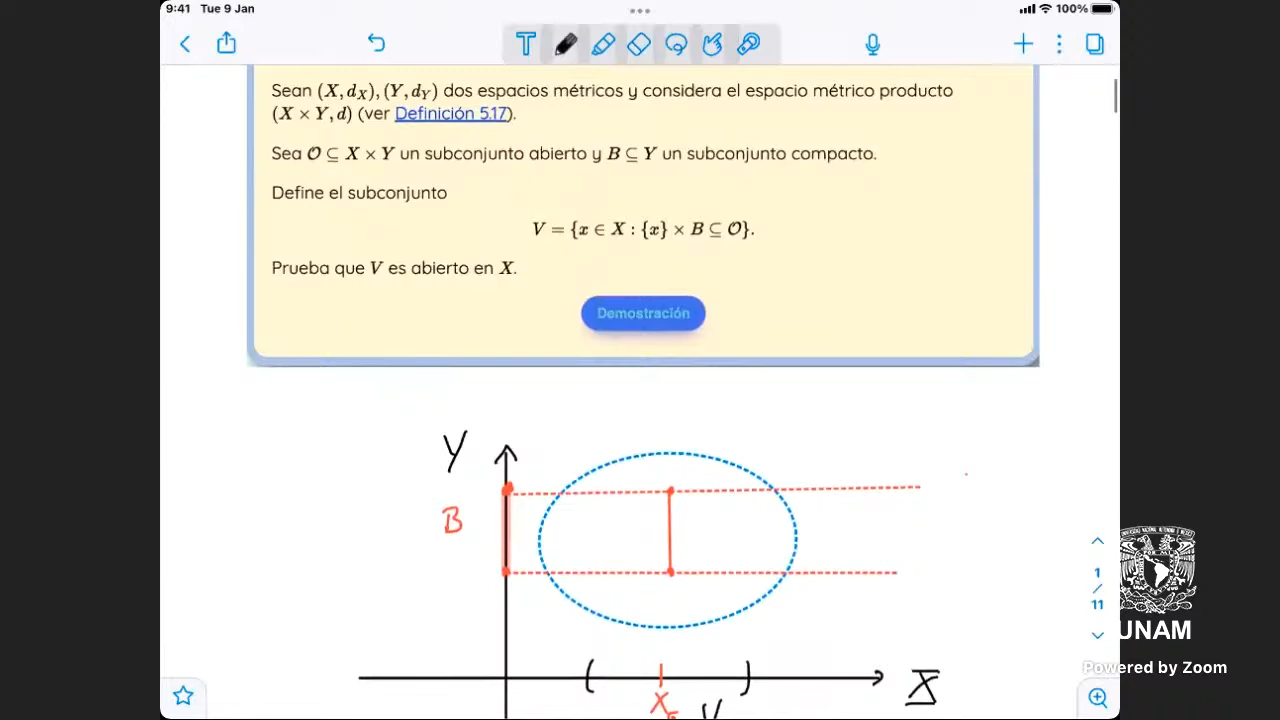 9:41 Tue 9 Jan
100%
T
Sean (X, d_X), (Y, d_Y) dos espacios métricos y considera el espacio métrico producto
(X × Y, d) (ver Definición 5.17).
Sea 𝒪 ⊆ X × Y un subconjunto abierto y B ⊆ Y un subconjunto compacto.
Define el subconjunto
V = {x ∈ X : {x} × B ⊆ 𝒪}.
Prueba que V es abierto en X.
Demostración
Y
B
X
X
V
1
/
11
UNAM
Powered by Zoom